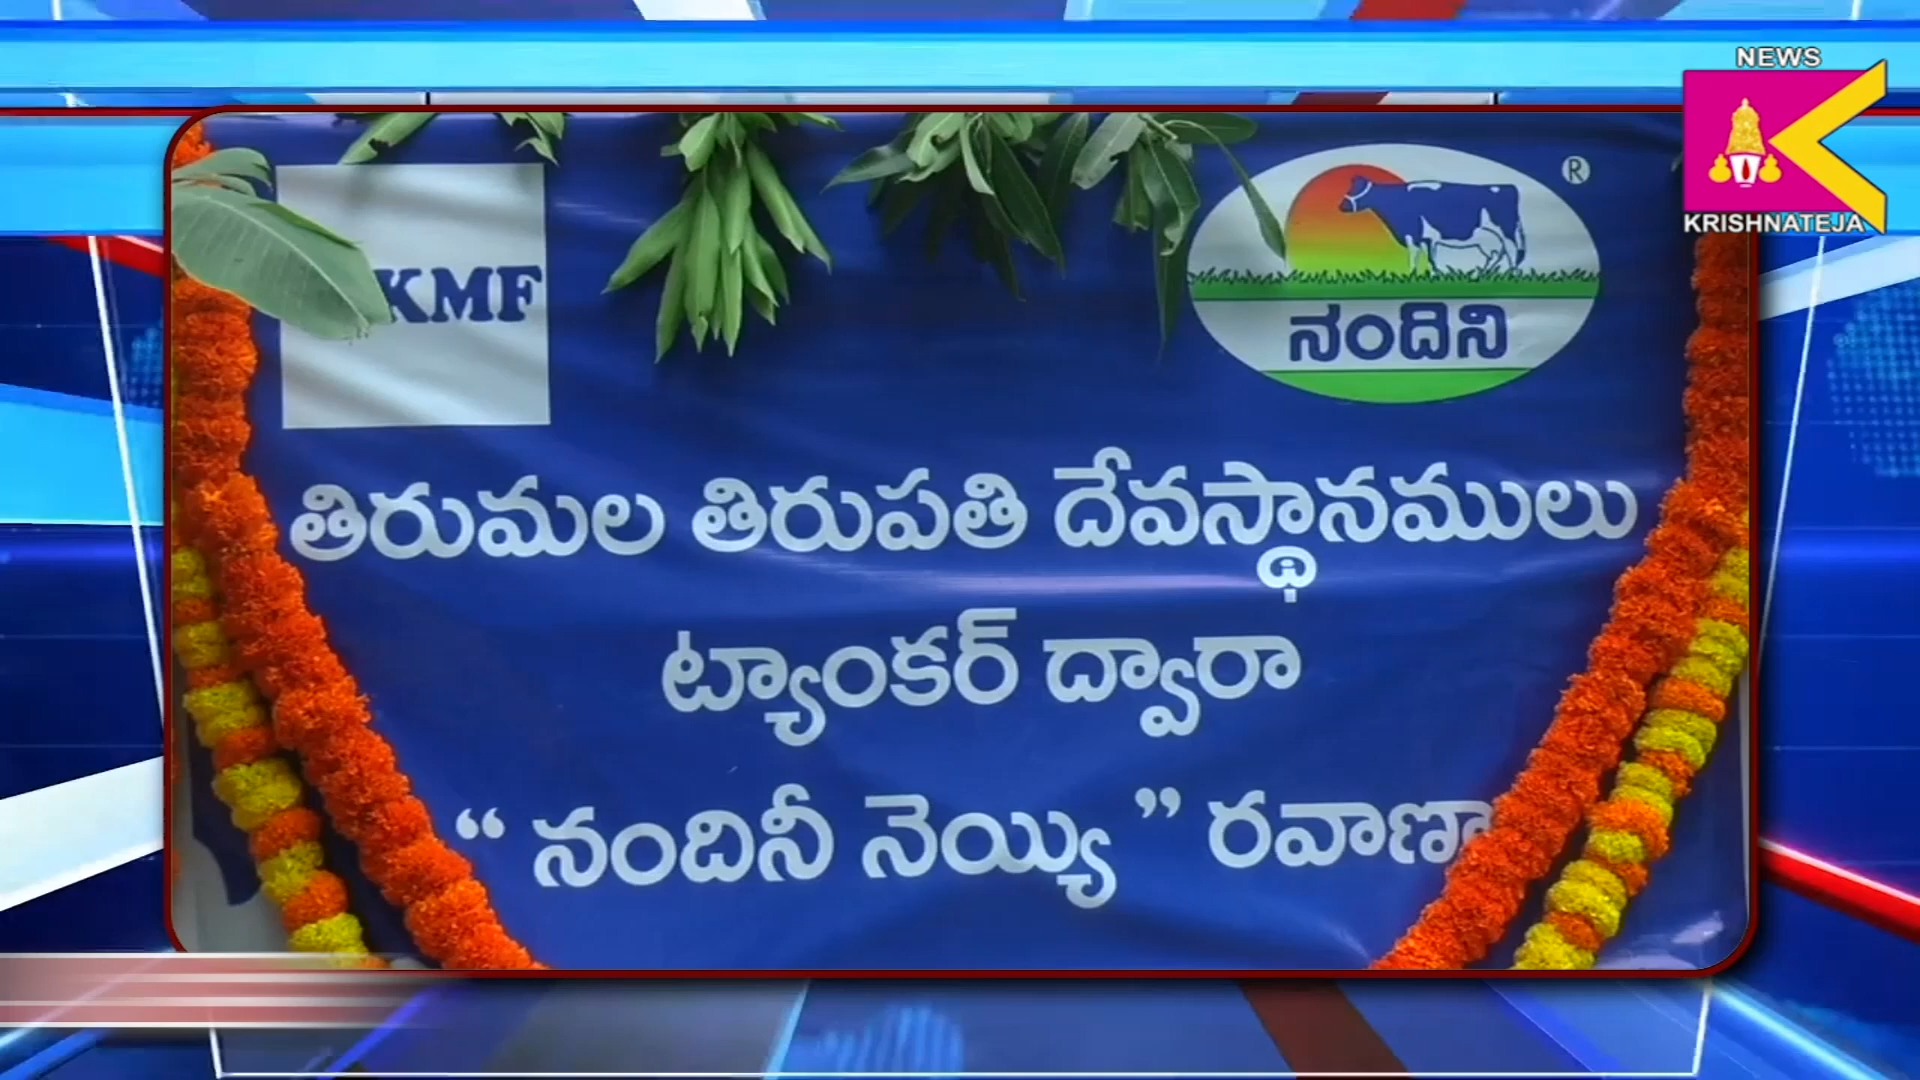 NEWS
KRISHNATEJA
KMF
®
నందిని
తిరుమల తిరుపతి దేవస్థానములు
ట్యాంకర్ ద్వారా
“ నందినీ నెయ్యి ” రవాణా